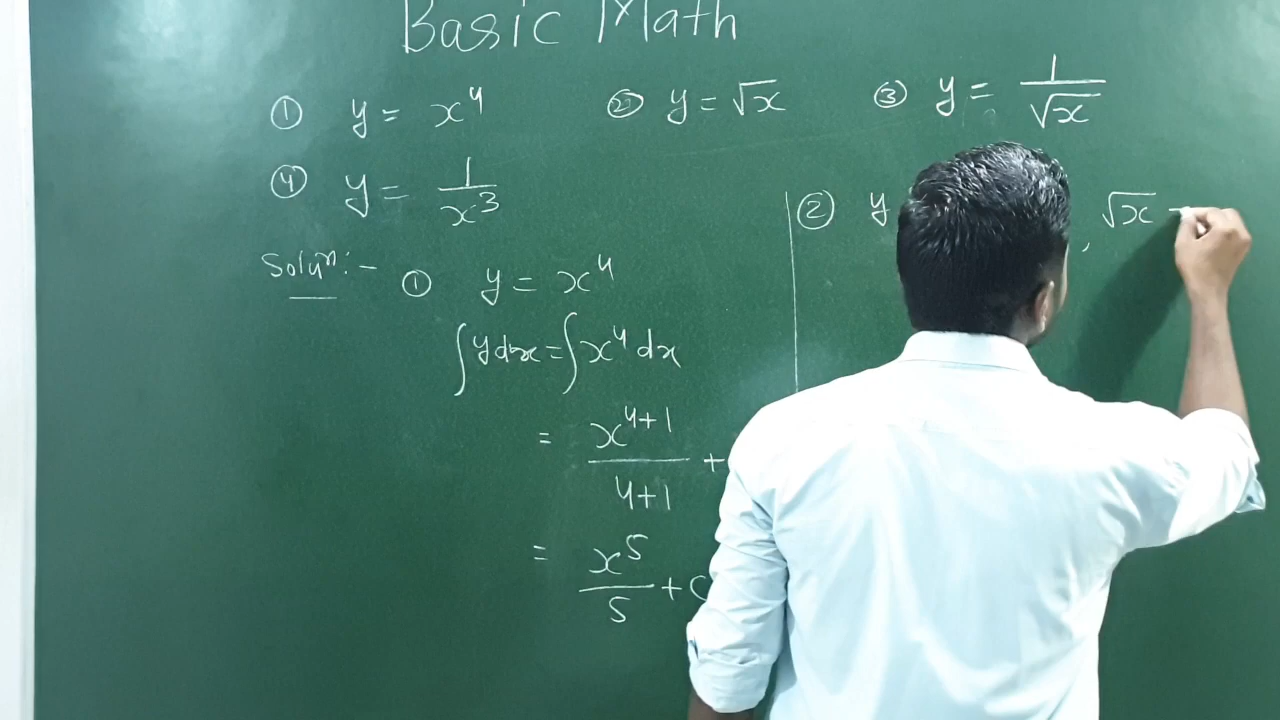 Basic Math
① y = x⁴ ② y = √x ③ y = 1/√x
④ y = 1/x³
Soluⁿ:- ① y = x⁴
∫y dx = ∫x⁴ dx
= x⁴⁺¹/4+1 +
= x⁵/5 + C
② y , √x -